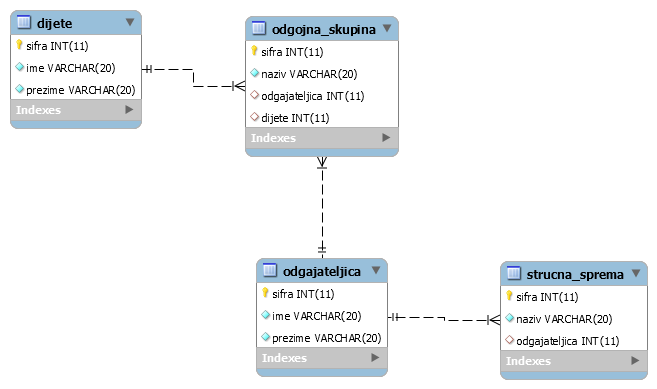 dijete
sifra INT(11)
ime VARCHAR(20)
prezime VARCHAR(20)
Indexes
odgojna_skupina
sifra INT(11)
naziv VARCHAR(20)
odgajateljica INT(11)
dijete INT(11)
Indexes
odgajateljica
sifra INT(11)
ime VARCHAR(20)
prezime VARCHAR(20)
Indexes
strucna_sprema
sifra INT(11)
naziv VARCHAR(20)
odgajateljica INT(11)
Indexes